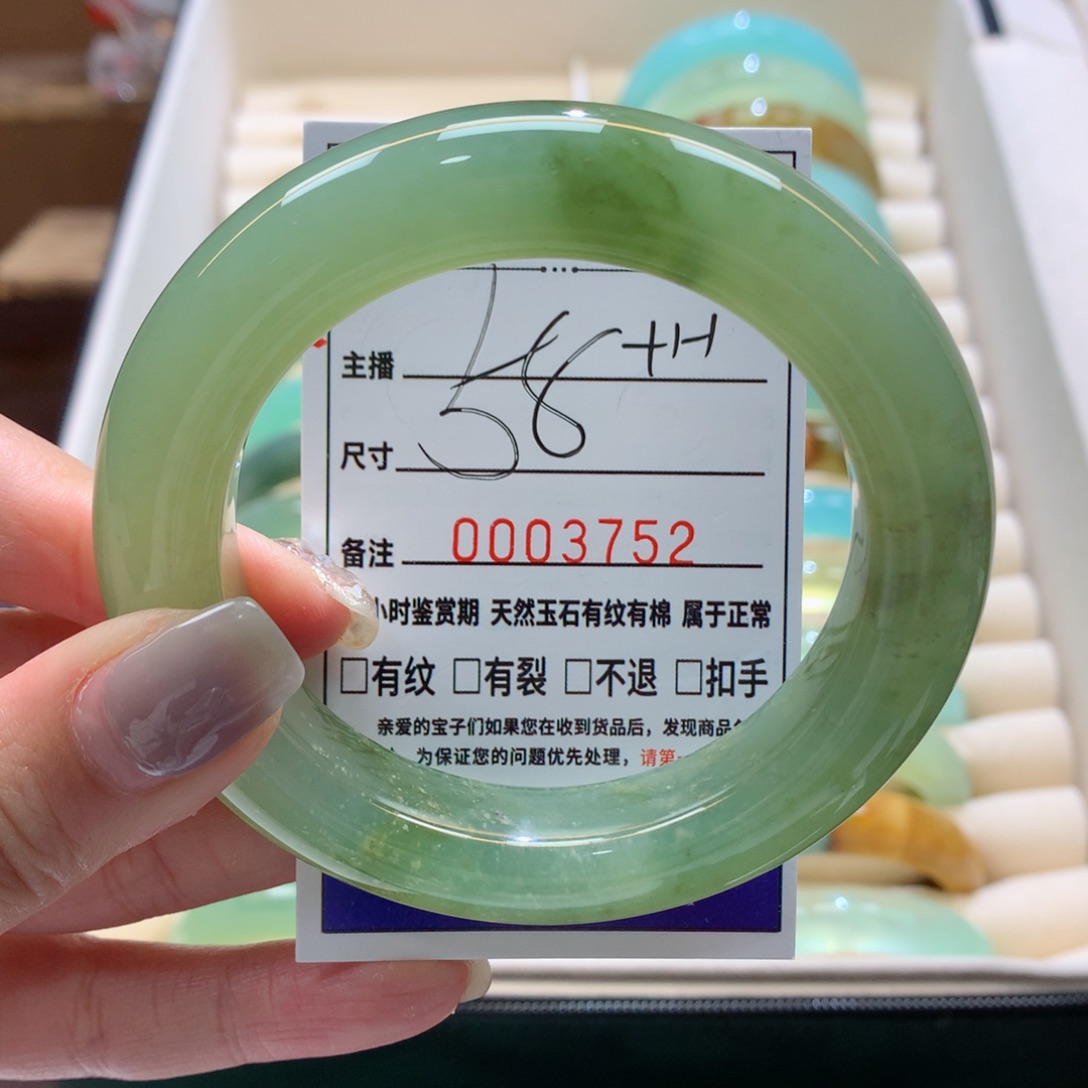 主播 58+H
尺寸
备注 0003752
小时鉴赏期 天然玉石有纹有棉 属于正常
□有纹 □有裂 □不退 □扣手
亲爱的宝子们如果您在收到货品后，发现商品
为保证您的问题优先处理，请第一